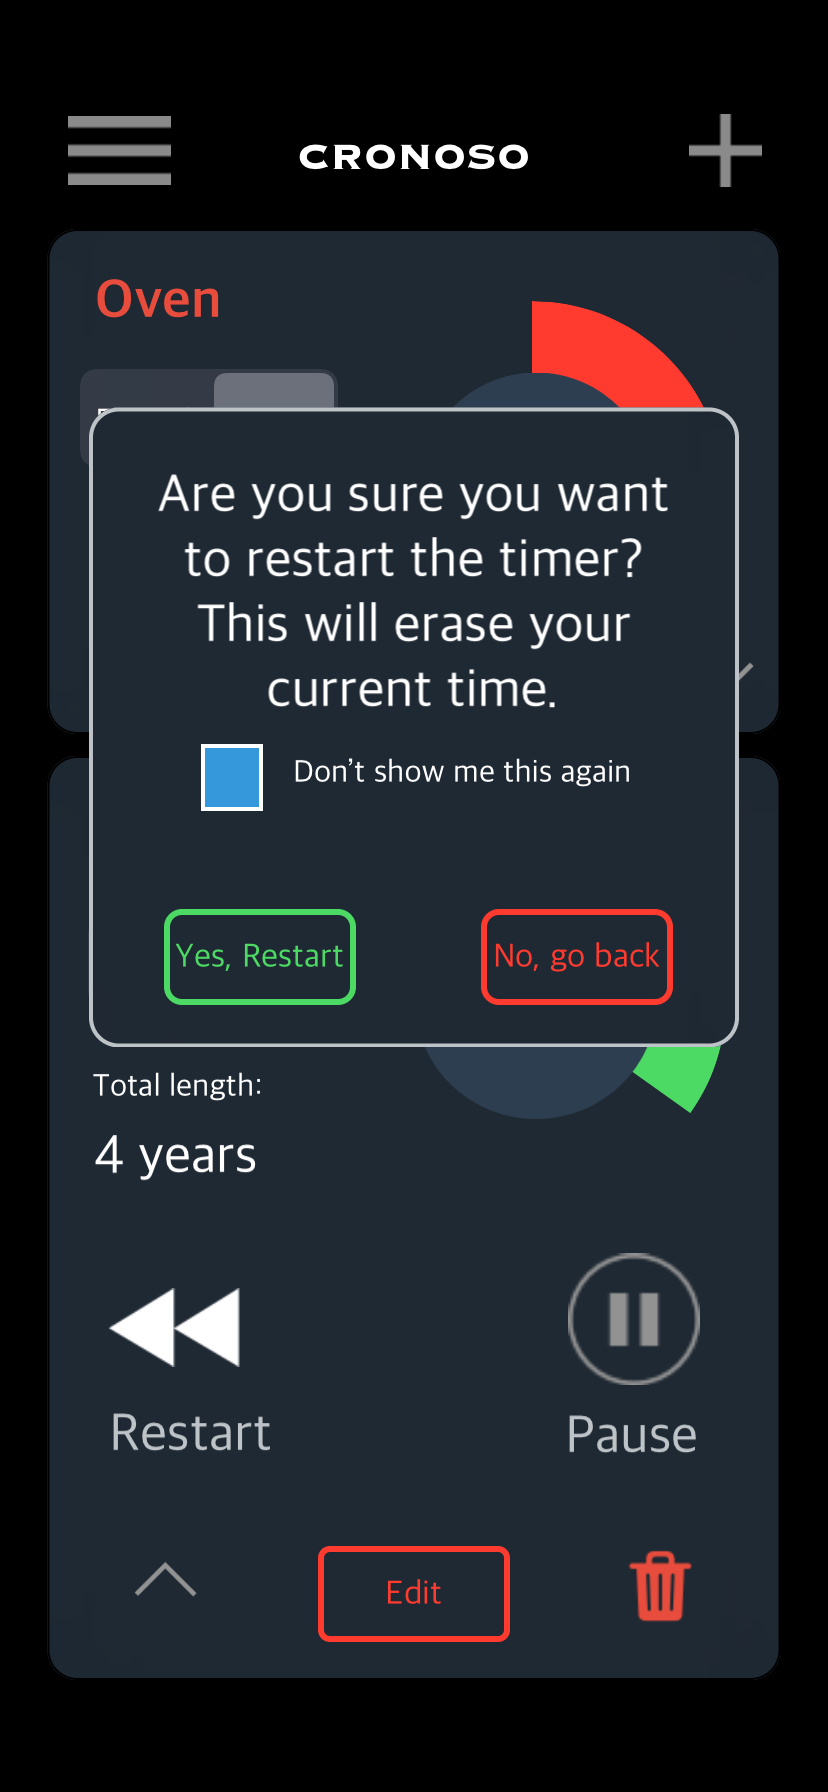 CRONOSO
Oven
Are you sure you want
to restart the timer?
This will erase your
current time.
Don't show me this again
Yes, Restart
No, go back
Total length:
4 years
Restart
Pause
Edit